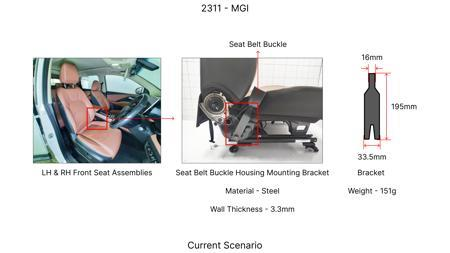 2311 - MGI
Seat Belt Buckle
16mm
195mm
33.5mm
LH & RH Front Seat Assemblies
Seat Belt Buckle Housing Mounting Bracket
Bracket
Material - Steel
Weight - 151g
Wall Thickness - 3.3mm
Current Scenario